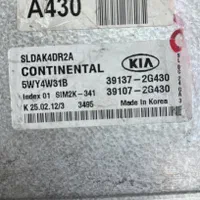 A430
SLDAK4DR2A
CONTINENTAL KIA
5WY4W31B 39137-2G430
Index 01 SIM2K-341 39107-2G430
K 25.02.12/3 3495 Made in Korea